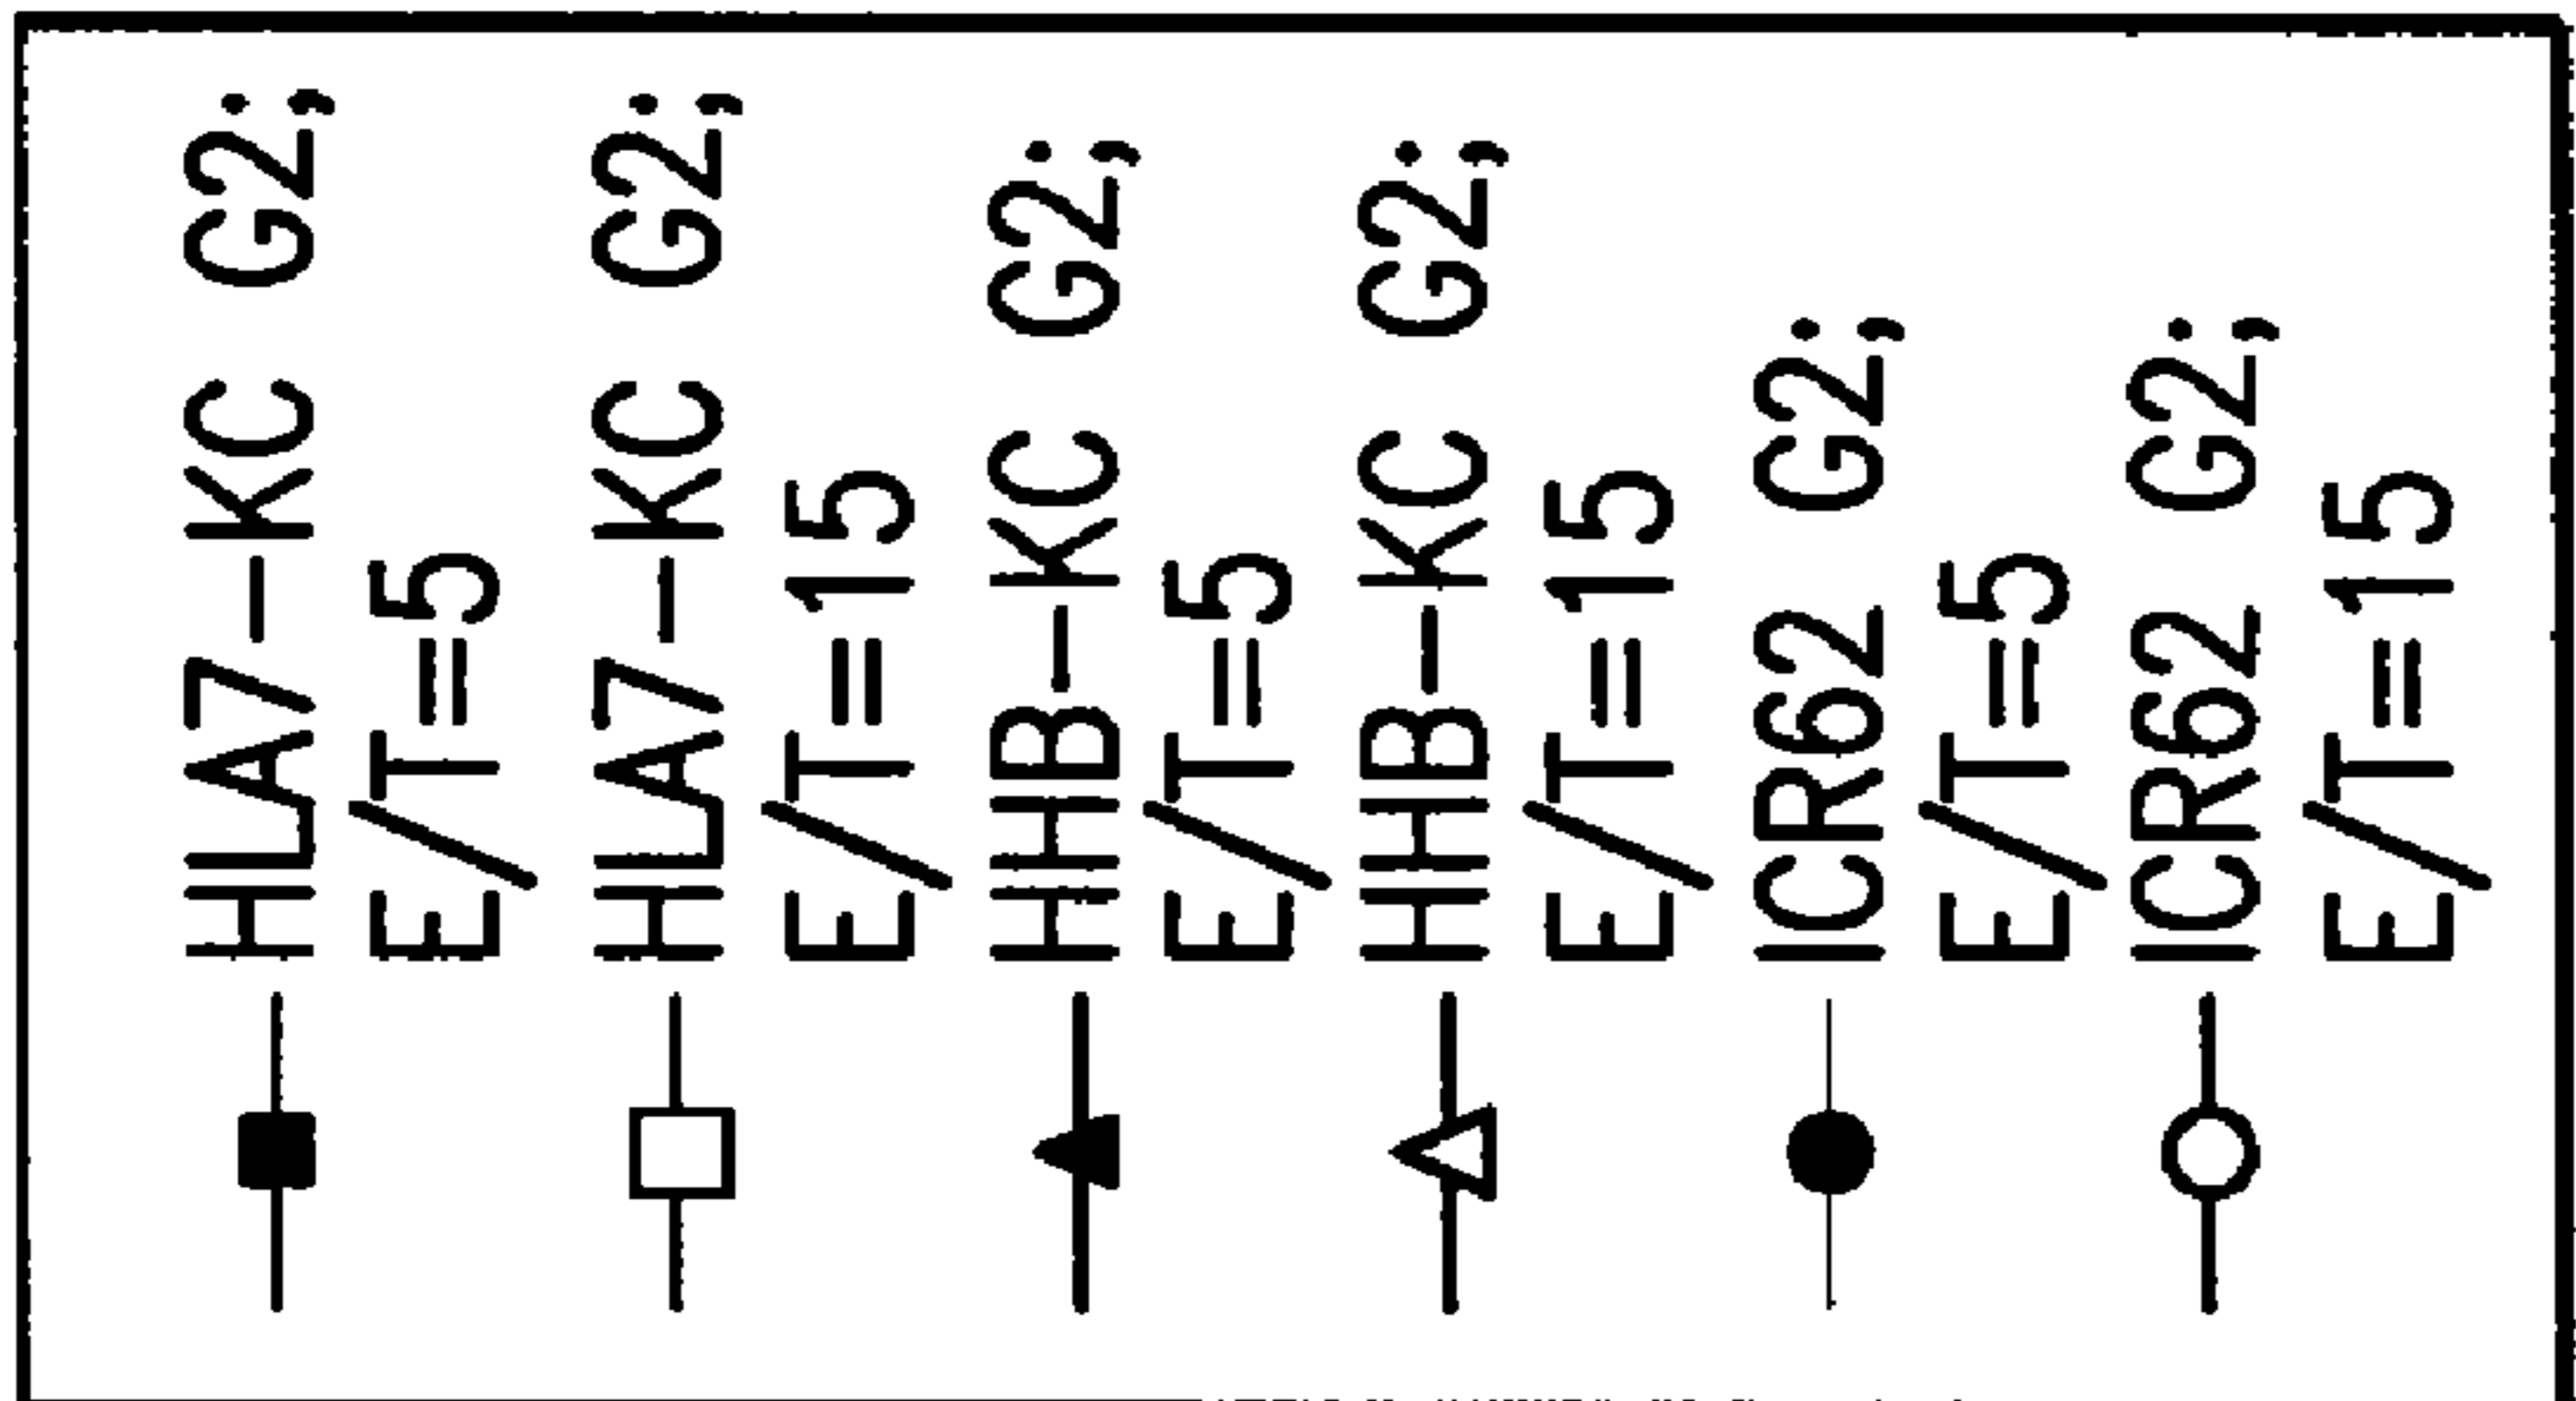 HLA7-KC G2;
E/T=5
HLA7-KC G2;
E/T=15
HHB-KC G2;
E/T=5
HHB-KC G2;
E/T=15
ICR62 G2;
E/T=5
ICR62 G2;
E/T=15